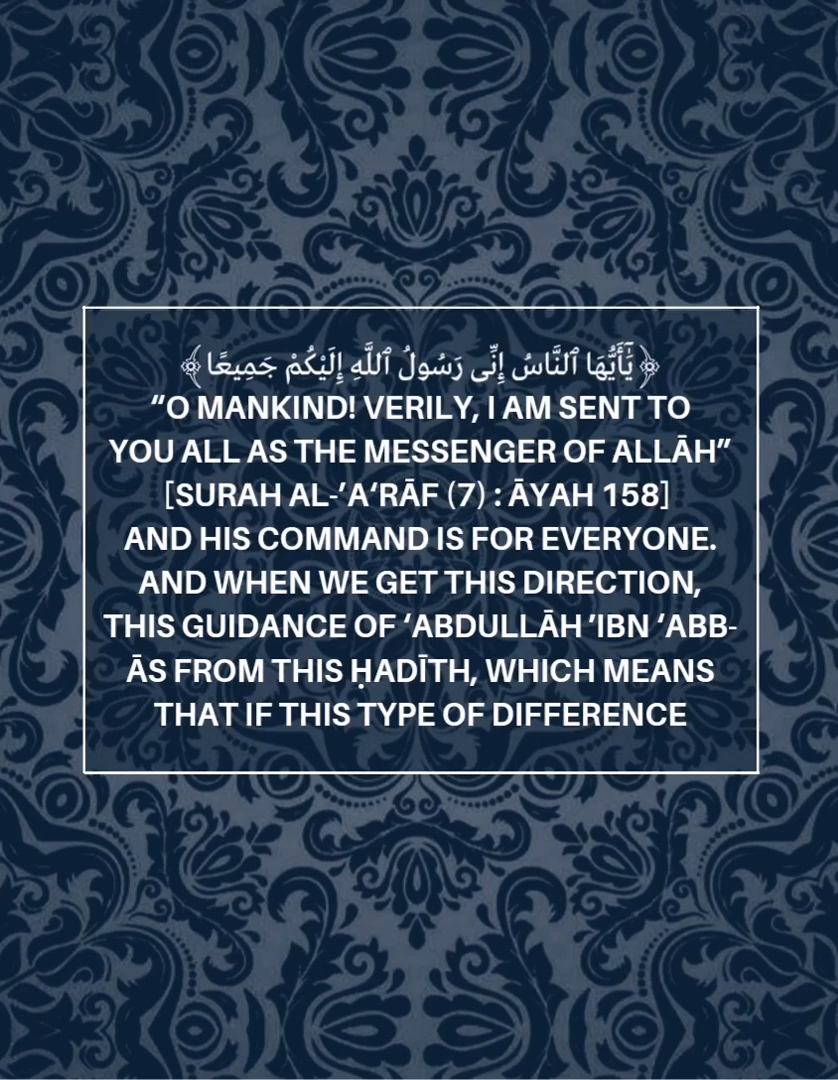 ﴿يَٰٓأَيُّهَا ٱلنَّاسُ إِنِّى رَسُولُ ٱللَّهِ إِلَيْكُمْ جَمِيعًا﴾
“O MANKIND! VERILY, I AM SENT TO
YOU ALL AS THE MESSENGER OF ALLĀH”
[SURAH AL-’A‘RĀF (7) : ĀYAH 158]
AND HIS COMMAND IS FOR EVERYONE.
AND WHEN WE GET THIS DIRECTION,
THIS GUIDANCE OF ’ABDULLĀH ’IBN ‘ABB-
ĀS FROM THIS ḤADĪTH, WHICH MEANS
THAT IF THIS TYPE OF DIFFERENCE